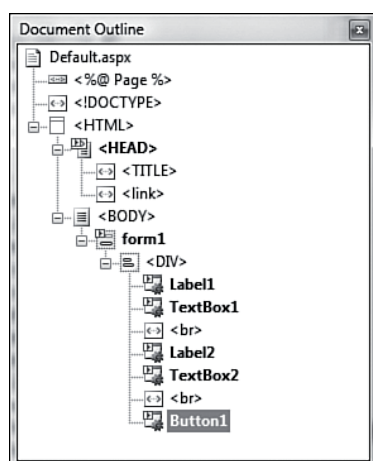 Document Outline
Default.aspx
<%@ Page %>
<!DOCTYPE>
<HTML>
<HEAD>
<TITLE>
<link>
<BODY>
form1
<DIV>
Label1
TextBox1
<br>
Label2
TextBox2
<br>
Button1